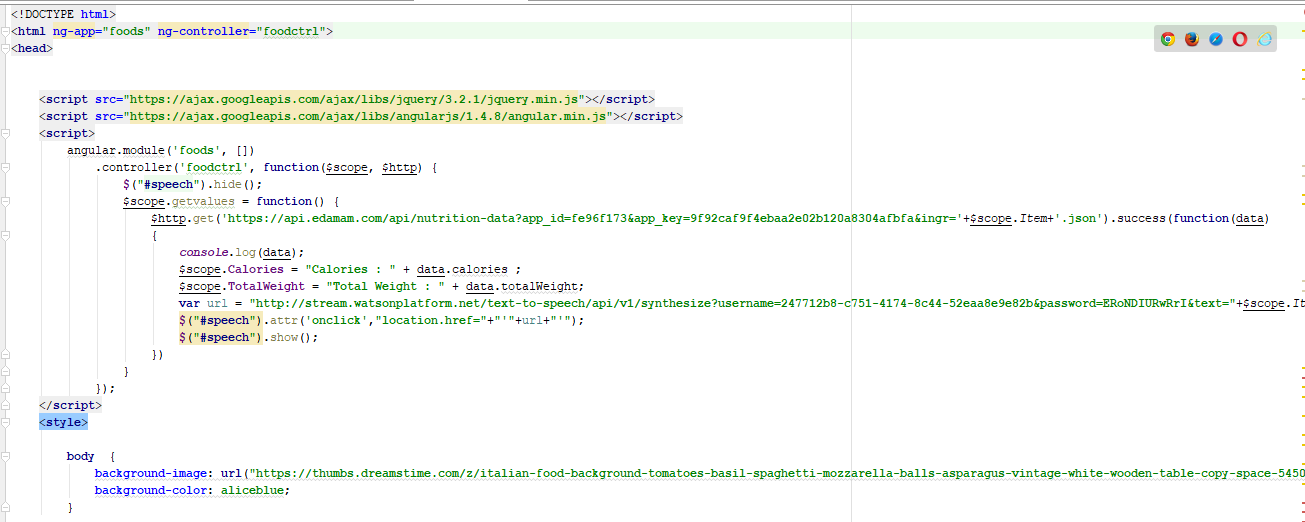 <!DOCTYPE html>
<html ng-app="foods" ng-controller="foodctrl">
<head>
<script src="https://ajax.googleapis.com/ajax/libs/jquery/3.2.1/jquery.min.js"></script>
<script src="https://ajax.googleapis.com/ajax/libs/angularjs/1.4.8/angular.min.js"></script>
<script>
angular.module('foods', [])
.controller('foodctrl', function($scope, $http) {
$("#speech").hide();
$scope.getvalues = function() {
$http.get('https://api.edamam.com/api/nutrition-data?app_id=fe96f173&app_key=9f92caf9f4ebaa2e02b120a8304afbfa&ingr='+$scope.Item+'.json').success(function(data)
{
console.log(data);
$scope.Calories = "Calories : " + data.calories ;
$scope.TotalWeight = "Total Weight : " + data.totalWeight;
var url = "http://stream.watsonplatform.net/text-to-speech/api/v1/synthesize?username=247712b8-c751-4174-8c44-52eaa8e9e82b&password=ERoNDIURwRrI&text="+$scope.It
$("#speech").attr('onclick',"location.href="+"'"+url+"'");
$("#speech").show();
})
}
});
</script>
<style>
body {
background-image: url("https://thumbs.dreamstime.com/z/italian-food-background-tomatoes-basil-spaghetti-mozzarella-balls-asparagus-vintage-white-wooden-table-copy-space-5450
background-color: aliceblue;
}